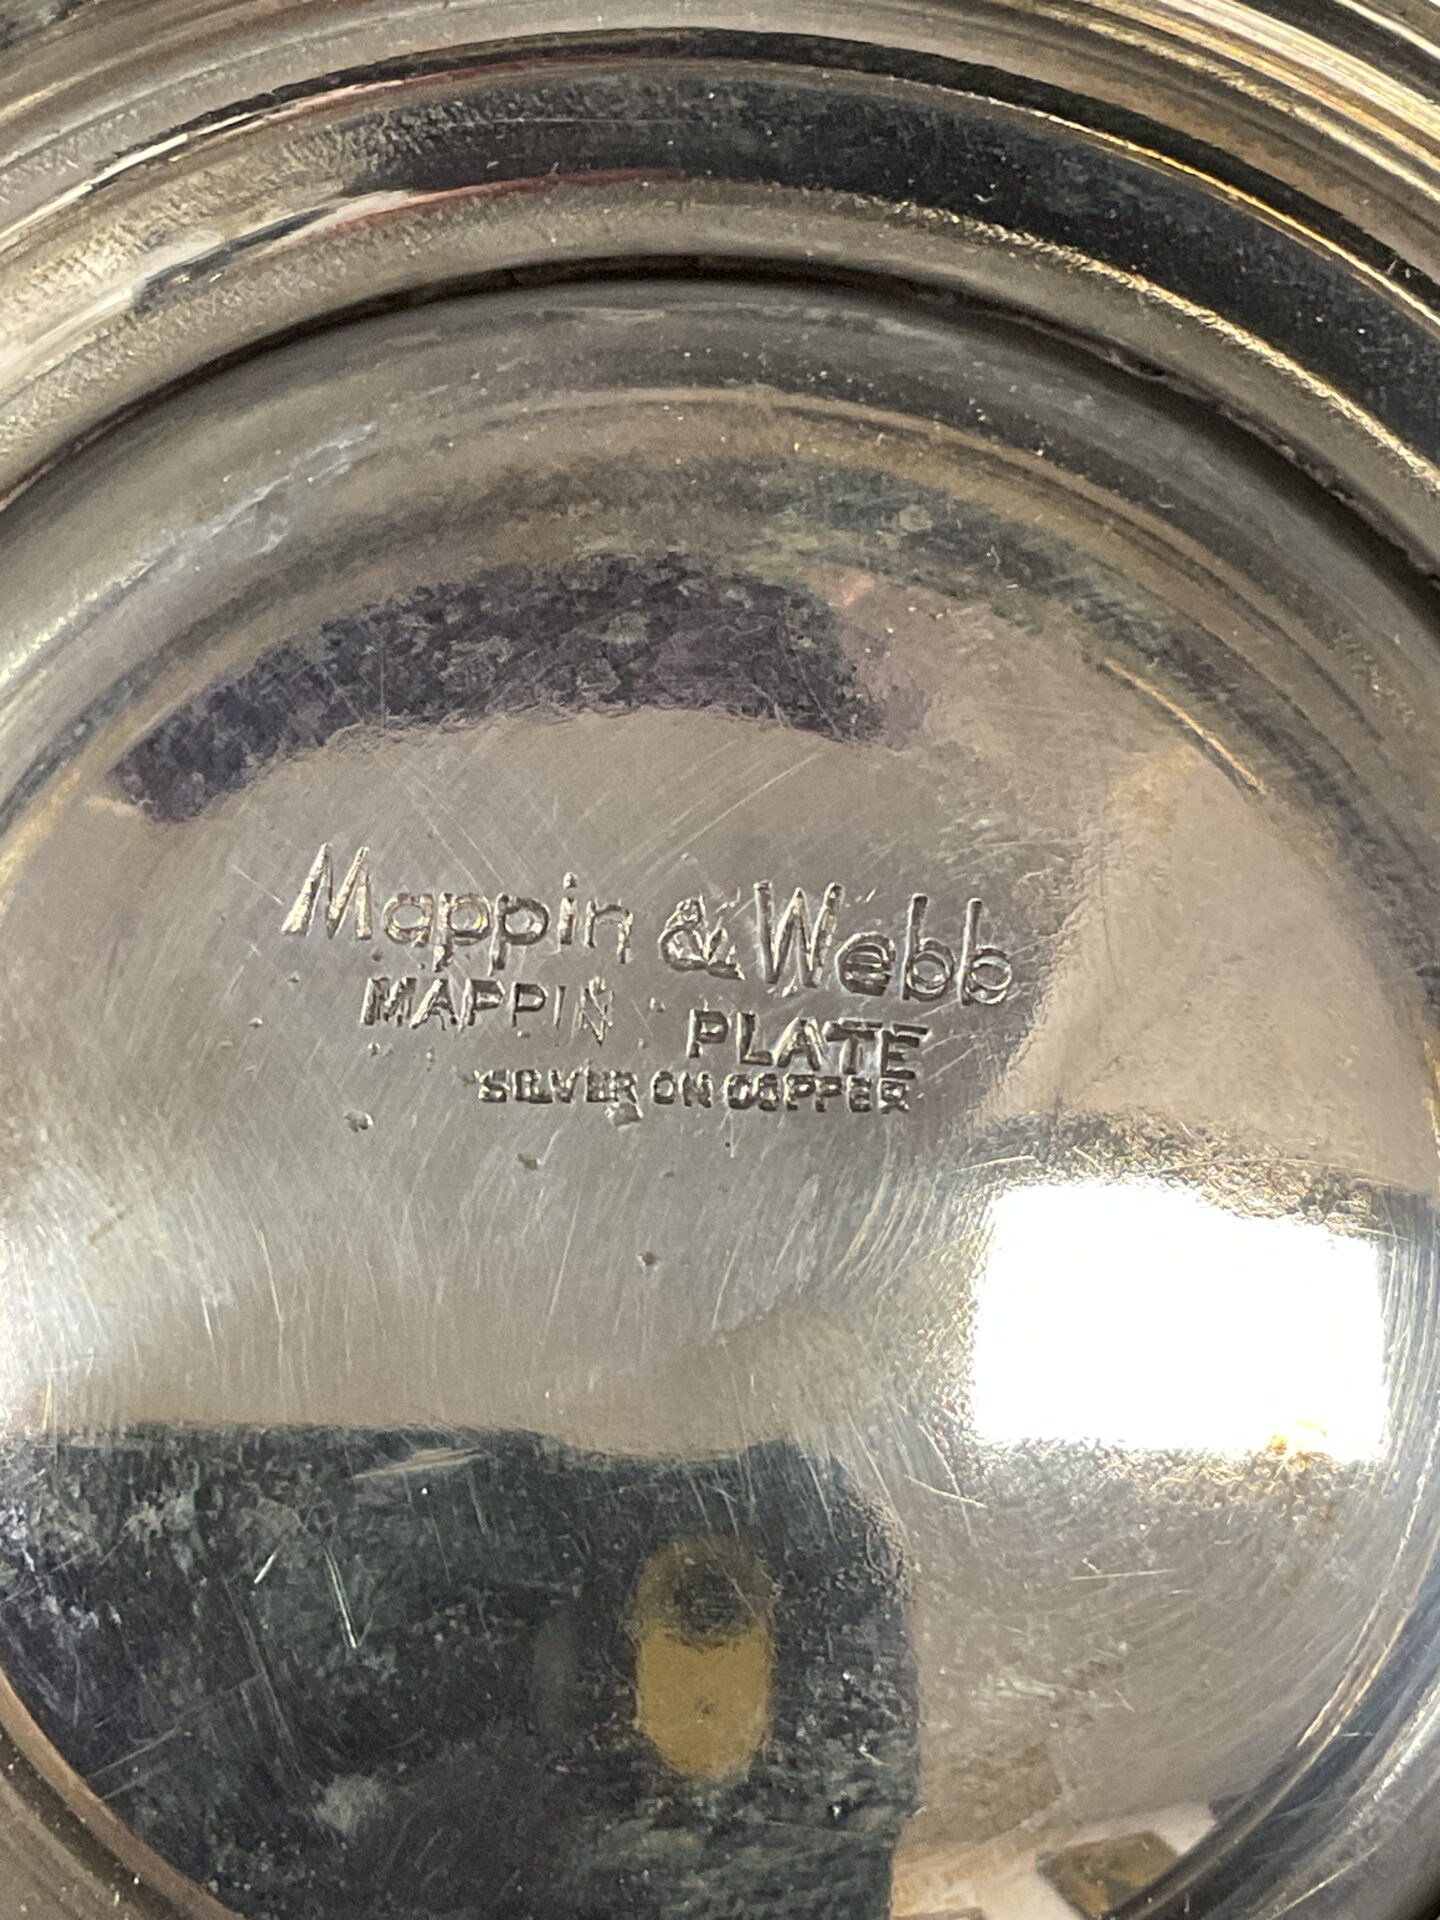 Mappin & Webb
MAPPIN PLATE
SILVER ON COPPER